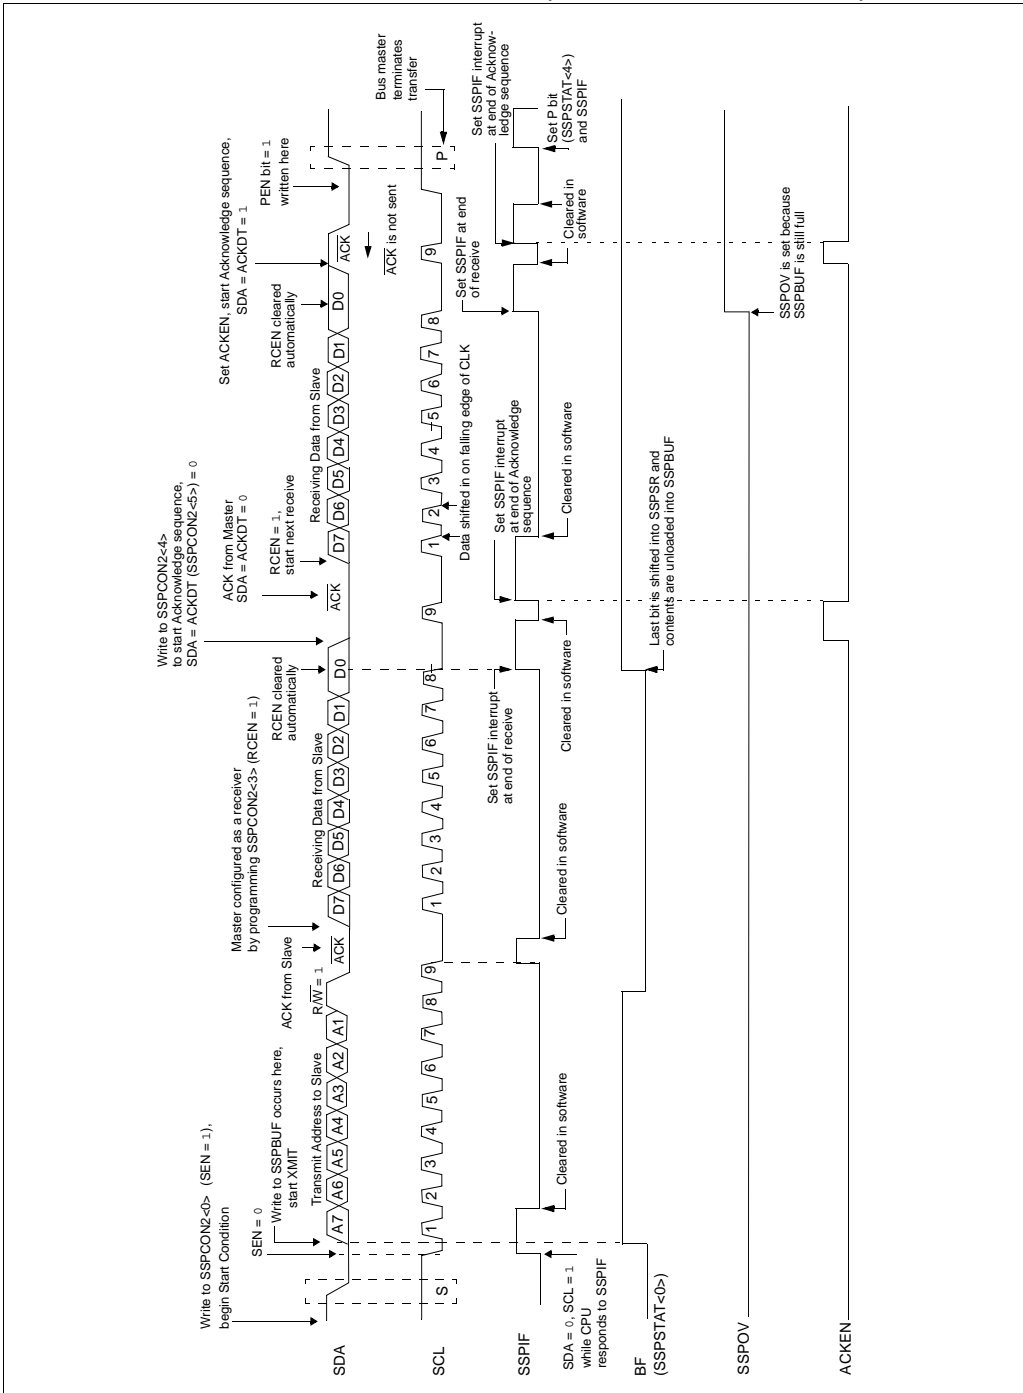 Write to SSPCON2<0> (SEN = 1),
begin Start Condition
SEN = 0
Write to SSPBUF occurs here,
start XMIT
Transmit Address to Slave
R/W = 1
ACK from Slave
Master configured as a receiver
by programming SSPCON2<3> (RCEN = 1)
Receiving Data from Slave
RCEN cleared
automatically
Write to SSPCON2<4>
to start Acknowledge sequence,
SDA = ACKDT (SSPCON2<5>) = 0
ACK from Master
SDA = ACKDT = 0
RCEN = 1,
start next receive
Receiving Data from Slave
RCEN cleared
automatically
Set ACKEN, start Acknowledge sequence,
SDA = ACKDT = 1
PEN bit = 1
written here
SDA
A7 A6 A5 A4 A3 A2 A1
ACK
D7 D6 D5 D4 D3 D2 D1 D0
ACK
D7 D6 D5 D4 D3 D2 D1 D0
ACK
ACK is not sent
Bus master
terminates
transfer
SCL
S
1 2 3 4 5 6 7 8 9
1 2 3 4 5 6 7 8 9
1 2 3 4 5 6 7 8 9
P
Data shifted in on falling edge of CLK
SSPIF
SDA = 0, SCL = 1
while CPU
responds to SSPIF
Cleared in software
Cleared in software
Set SSPIF interrupt
at end of receive
Cleared in software
Set SSPIF interrupt
at end of Acknowledge
sequence
Cleared in software
Set SSPIF at end
of receive
Cleared in
software
Set SSPIF interrupt
at end of Acknow-
ledge sequence
Set P bit
(SSPSTAT<4>)
and SSPIF
BF
(SSPSTAT<0>)
Last bit is shifted into SSPSR and
contents are unloaded into SSPBUF
SSPOV
SSPOV is set because
SSPBUF is still full
ACKEN